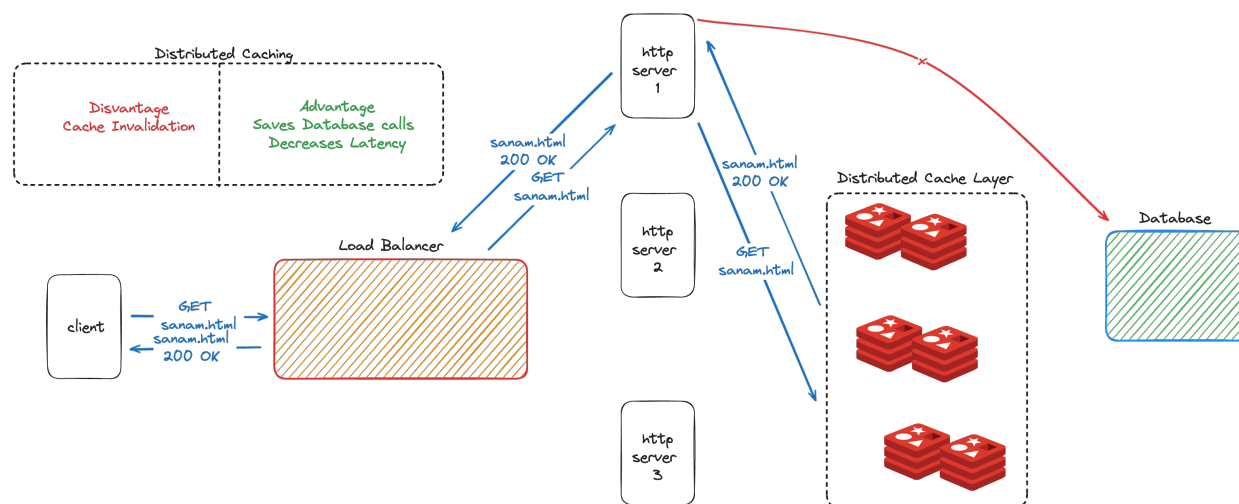 Distributed Caching
Disvantage
Cache Invalidation
Advantage
Saves Database calls
Decreases Latency
client
GET
sanam.html
sanam.html
200 OK
Load Balancer
sanam.html
200 OK
GET
sanam.html
http
server
1
http
server
2
http
server
3
sanam.html
200 OK
GET
sanam.html
Distributed Cache Layer
Database